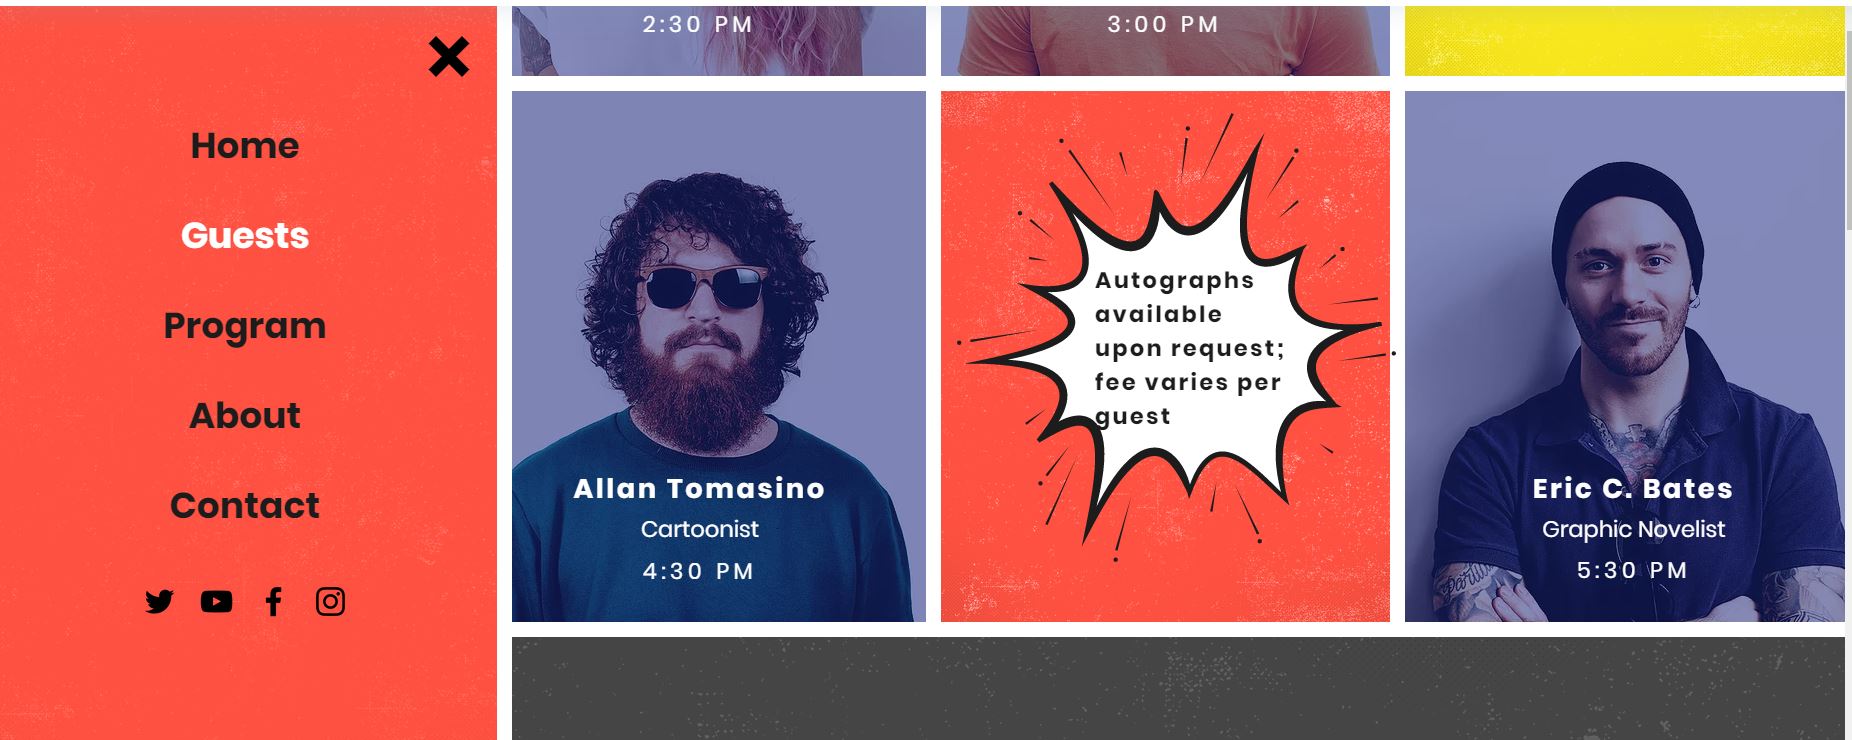 2:30 PM
3:00 PM
Home
Guests
Program
About
Contact
Allan Tomasino
Cartoonist
4:30 PM
Autographs
available
upon request;
fee varies per
guest
Eric C. Bates
Graphic Novelist
5:30 PM